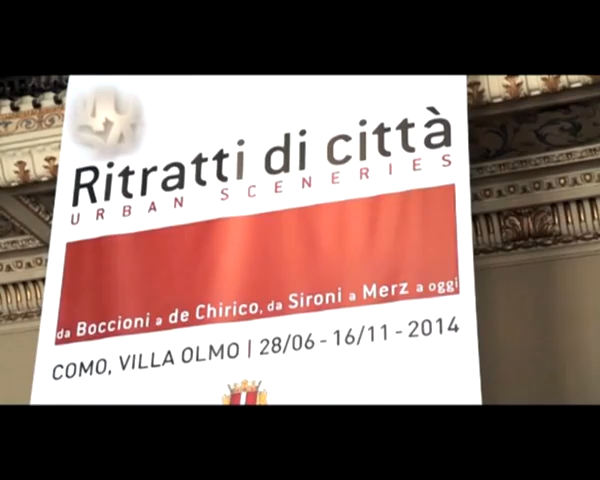 Ritratti di città
URBAN SCENERIES
da Boccioni a de Chirico, da Sironi a Merz a oggi
COMO, VILLA OLMO | 28/06 - 16/11 - 2014